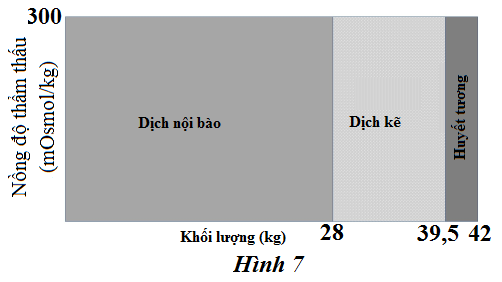 300
Nồng độ thẩm thấu
(mOsmol/kg)
Dịch nội bào
Dịch kẽ
Huyết tương
Khối lượng (kg)
28
39,5
42
Hình 7